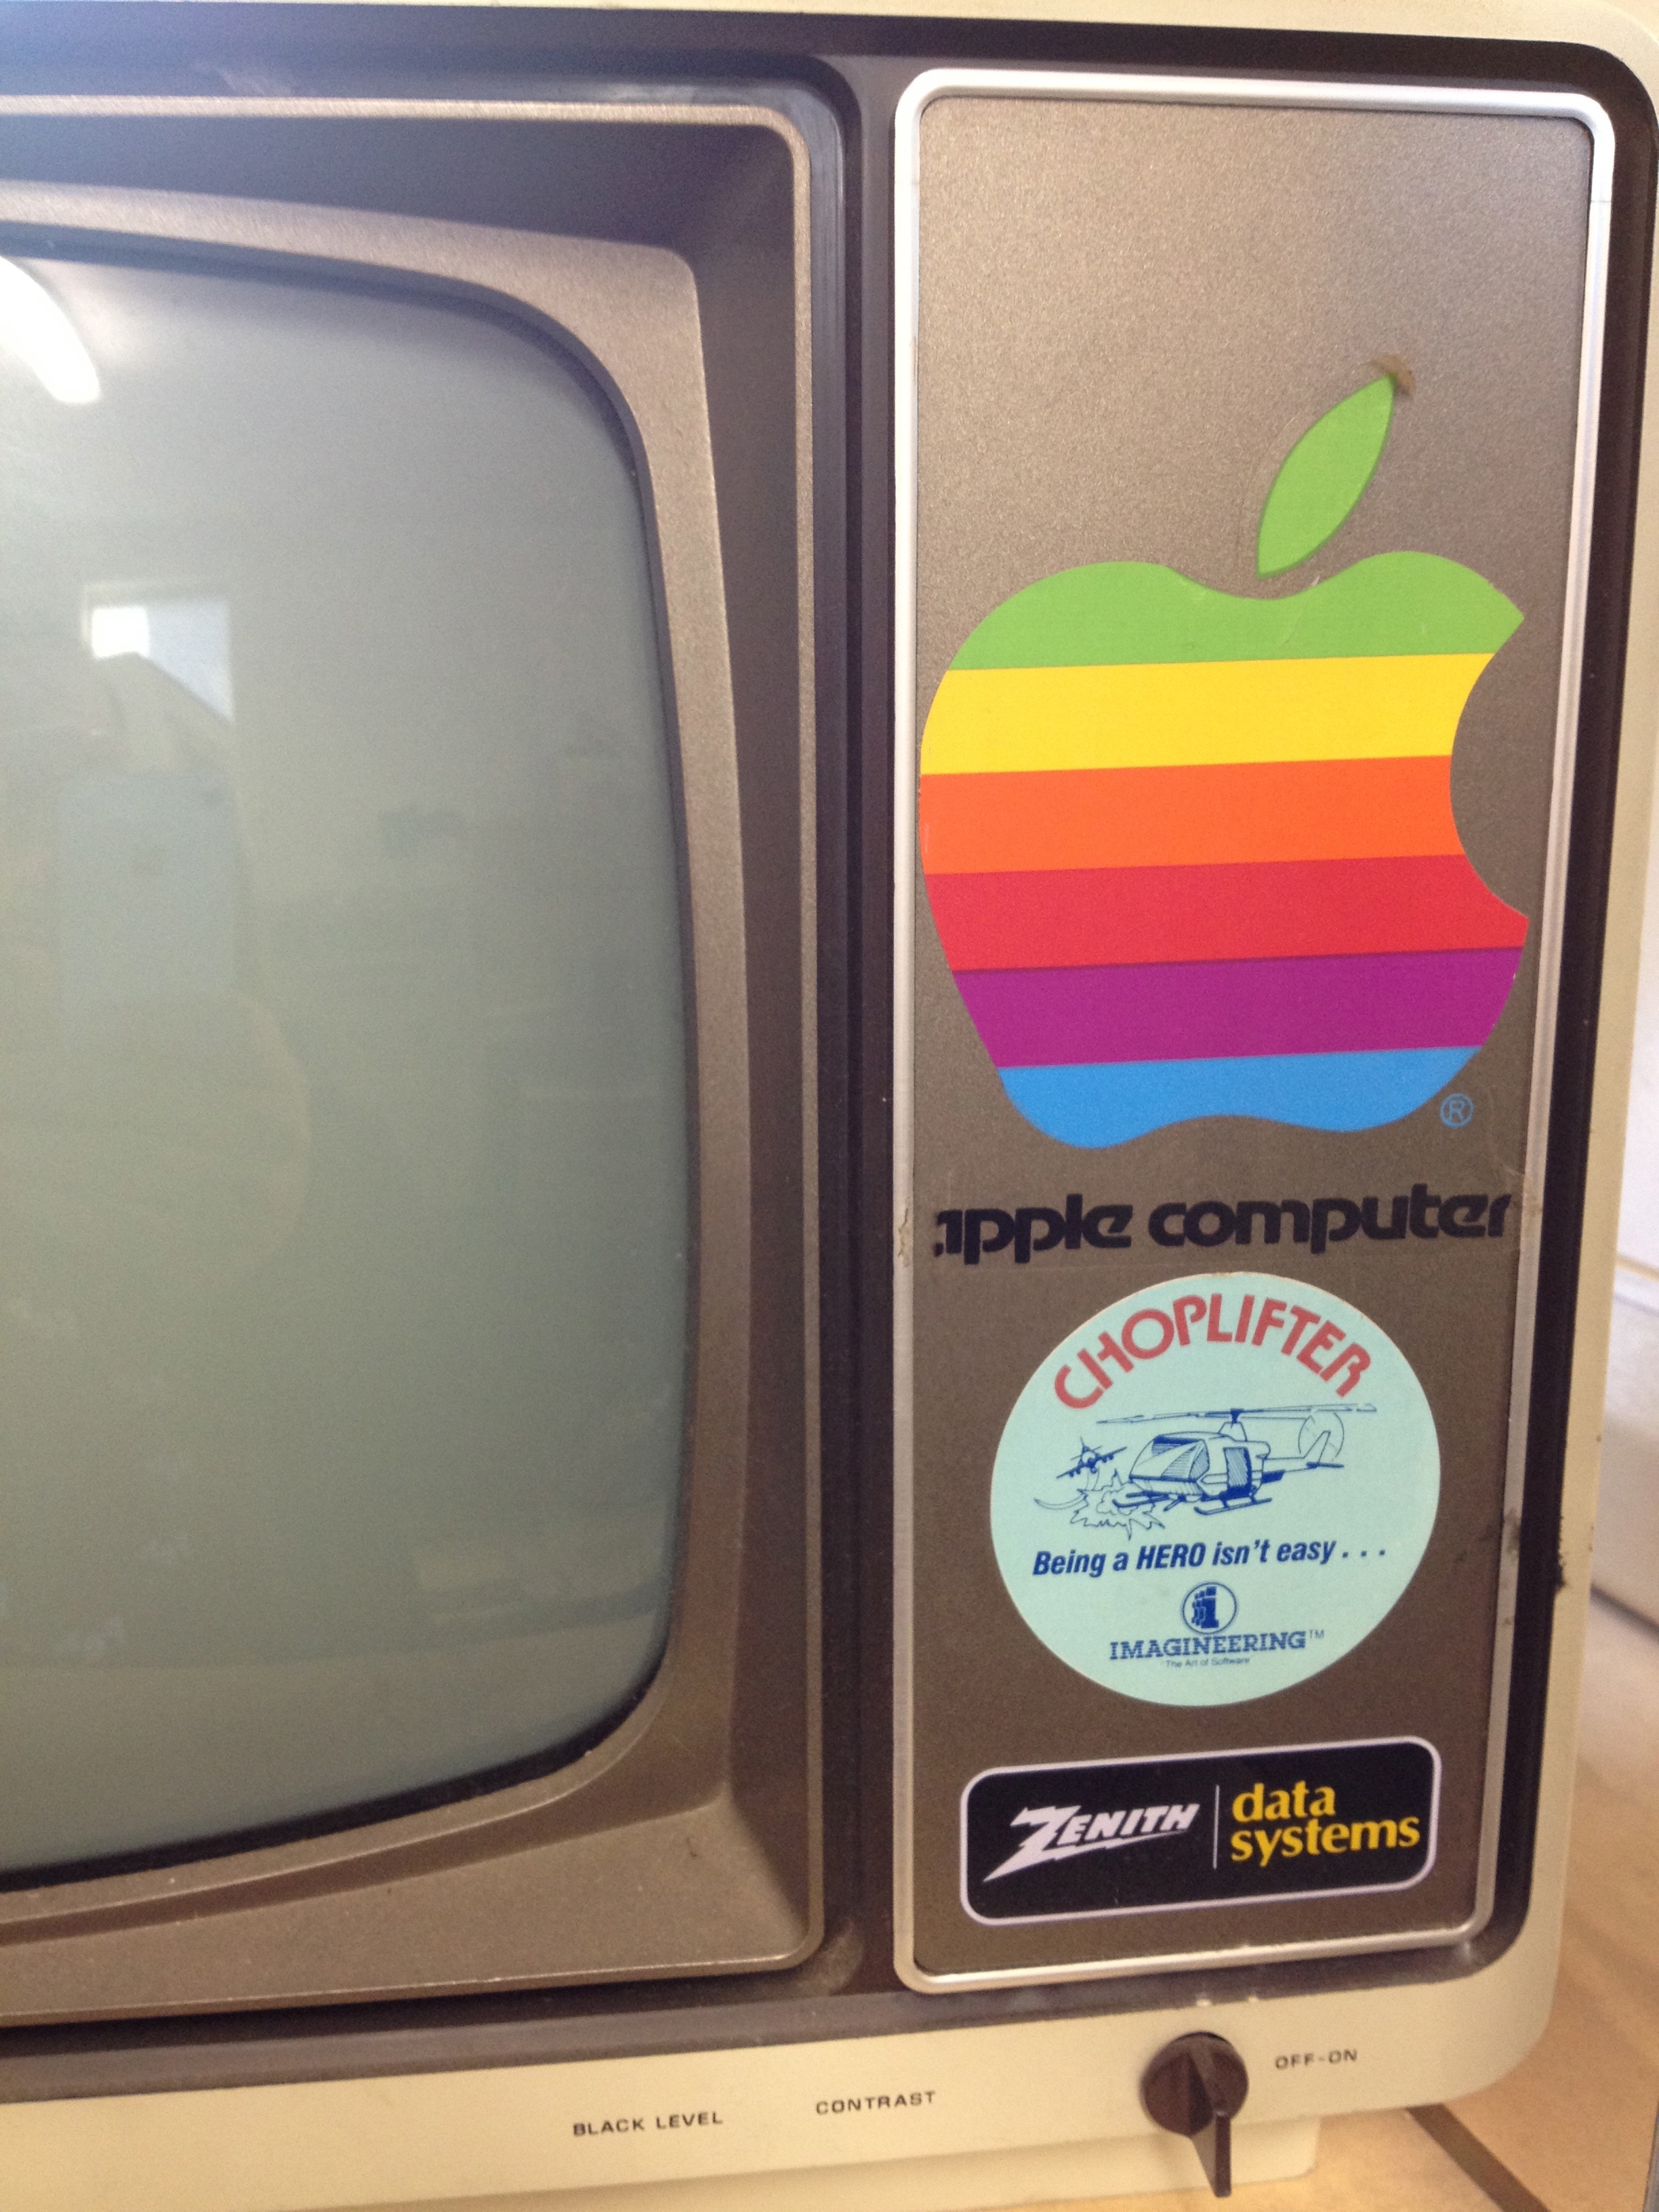 ®
apple computer
CHOPLIFTER
Being a HERO isn't easy . . .
IMAGINEERING™
"The Art of Software"
ZENITH data systems
OFF-ON
CONTRAST
BLACK LEVEL